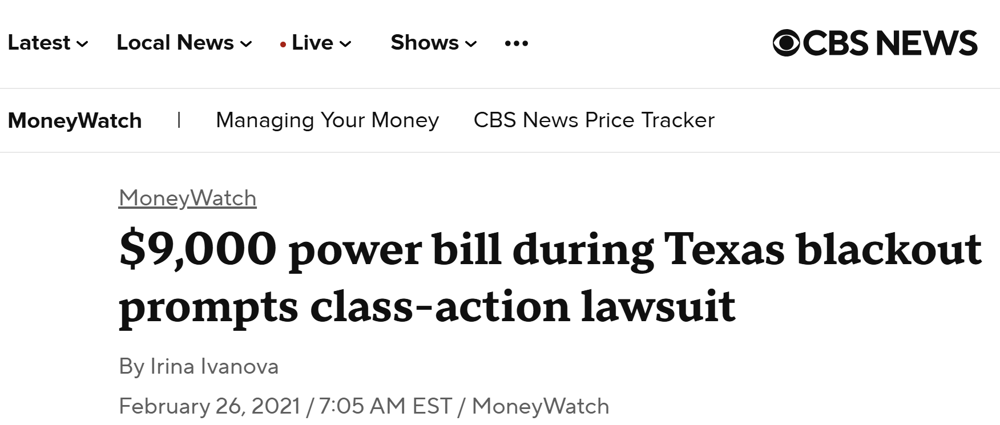 Latest Local News Live Shows ••• CBS NEWS
MoneyWatch | Managing Your Money CBS News Price Tracker
MoneyWatch
$9,000 power bill during Texas blackout
prompts class-action lawsuit
By Irina Ivanova
February 26, 2021 / 7:05 AM EST / MoneyWatch